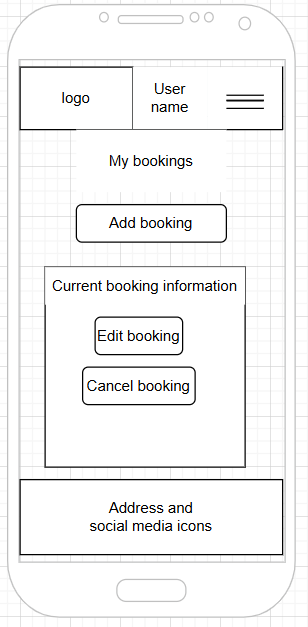 logo
User
name
My bookings
Add booking
Current booking information
Edit booking
Cancel booking
Address and
social media icons